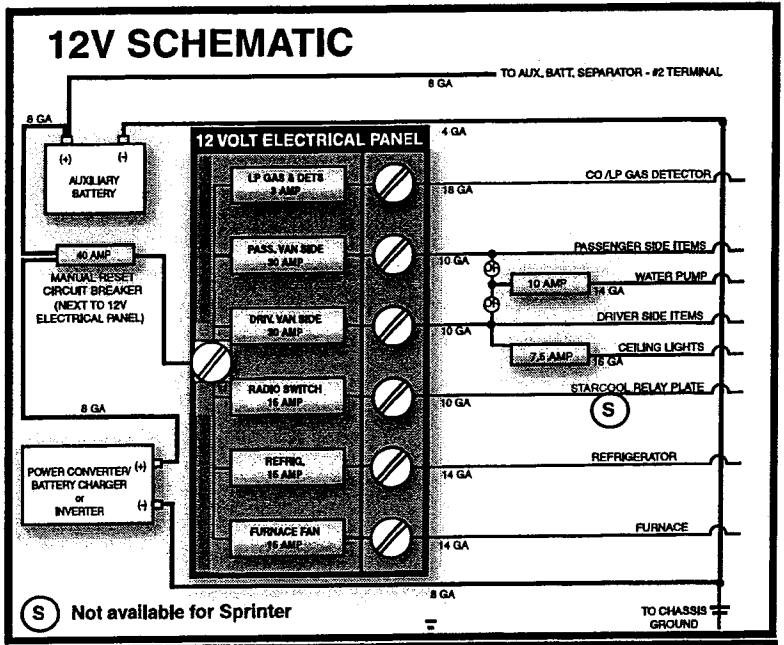 12V SCHEMATIC
TO AUX. BATT. SEPARATOR - #2 TERMINAL
8 GA
8 GA
(+) (-)
AUXILIARY
BATTERY
4 GA
12 VOLT ELECTRICAL PANEL
LP GAS & DETS
CO /LP GAS DETECTOR
18 GA
PASS. VAN SIDE
30 AMP
PASSENGER SIDE ITEMS
10 GA
40 AMP
MANUAL RESET
CIRCUIT BREAKER
(NEXT TO 12V
ELECTRICAL PANEL)
10 AMP
WATER PUMP
14 GA
DRIV. VAN SIDE
30 AMP
DRIVER SIDE ITEMS
10 GA
7.5 AMP
CEILING LIGHTS
16 GA
RADIO SWITCH
15 AMP
STARCOOL RELAY PLATE
10 GA
S
8 GA
POWER CONVERTER/
BATTERY CHARGER
or
INVERTER
(+)
(-)
REFRIG.
15 AMP
REFRIGERATOR
14 GA
FURNACE FAN
15 AMP
FURNACE
14 GA
8 GA
S Not available for Sprinter
TO CHASSIS
GROUND